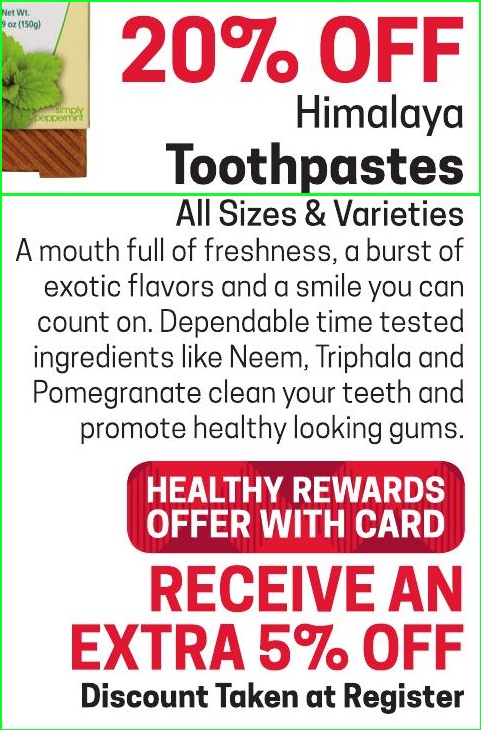 Net Wt.
9 oz (150g)
simply
peppermint
20% OFF
Himalaya
Toothpastes
All Sizes & Varieties
A mouth full of freshness, a burst of
exotic flavors and a smile you can
count on. Dependable time tested
ingredients like Neem, Triphala and
Pomegranate clean your teeth and
promote healthy looking gums.
HEALTHY REWARDS
OFFER WITH CARD
RECEIVE AN
EXTRA 5% OFF
Discount Taken at Register